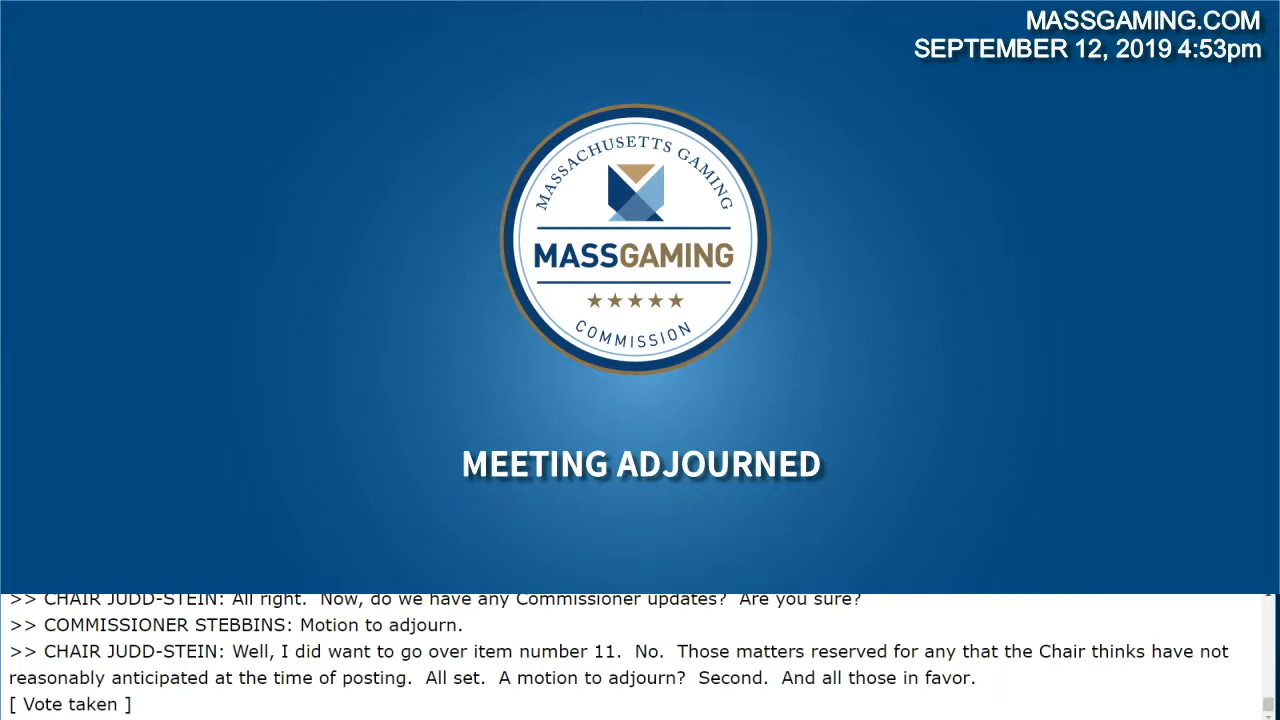 MASSGAMING.COM
SEPTEMBER 12, 2019 4:53pm
MASSACHUSETTS GAMING
MASSGAMING
COMMISSION
MEETING ADJOURNED
>> CHAIR JUDD-STEIN: All right.  Now, do we have any Commissioner updates?  Are you sure?
>> COMMISSIONER STEBBINS: Motion to adjourn.
>> CHAIR JUDD-STEIN: Well, I did want to go over item number 11.  No.  Those matters reserved for any that the Chair thinks have not
reasonably anticipated at the time of posting.  All set.  A motion to adjourn?  Second.  And all those in favor.
[ Vote taken ]